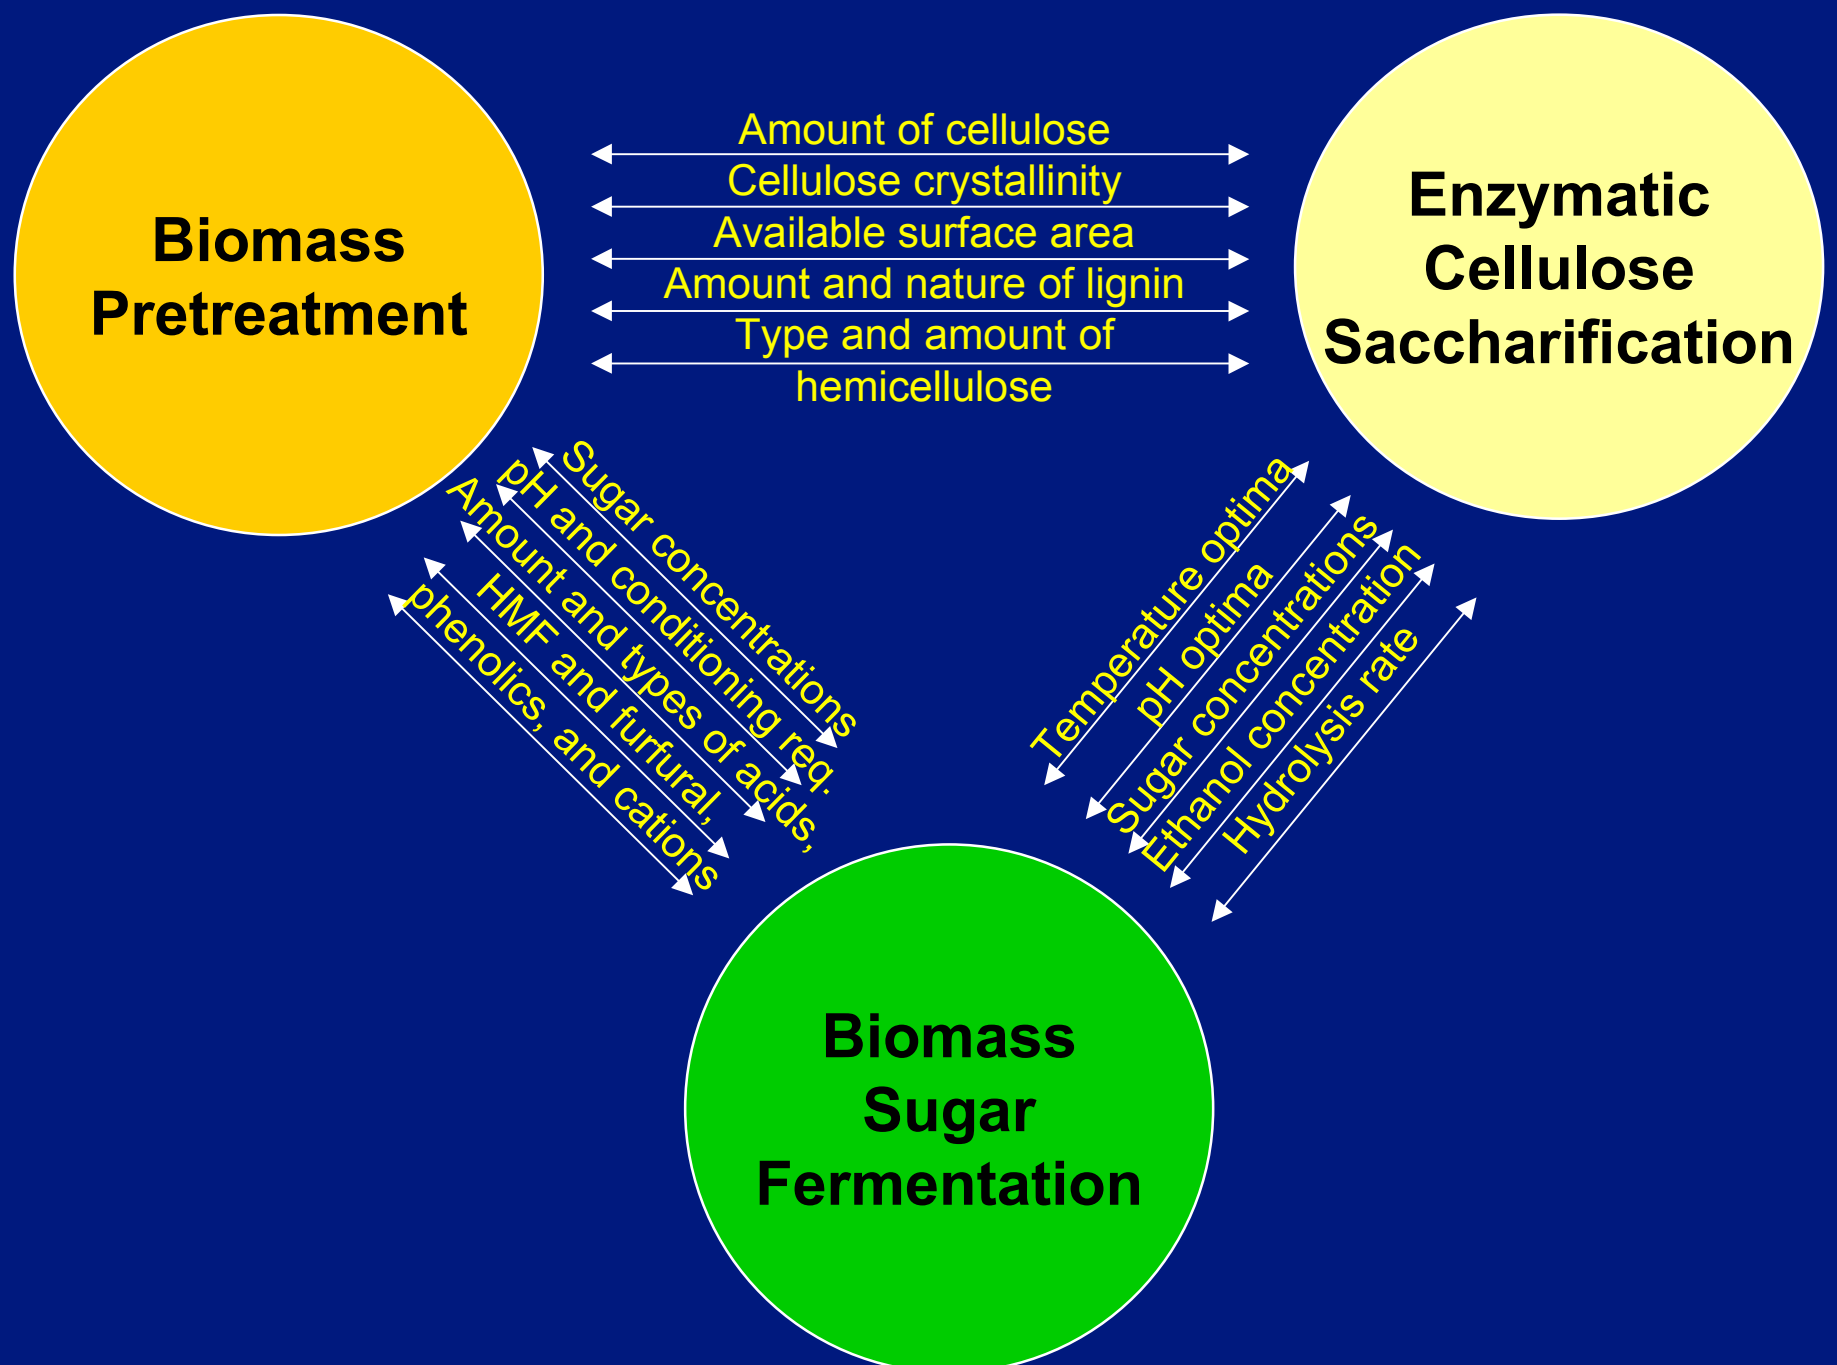 Biomass
Pretreatment
Amount of cellulose
Cellulose crystallinity
Available surface area
Amount and nature of lignin
Type and amount of
hemicellulose
Enzymatic
Cellulose
Saccharification
Sugar concentrations
pH and conditioning req.
Amount and types of acids,
HMF and furfural,
phenolics, and cations
Temperature optima
pH optima
Sugar concentrations
Ethanol concentration
Hydrolysis rate
Biomass
Sugar
Fermentation